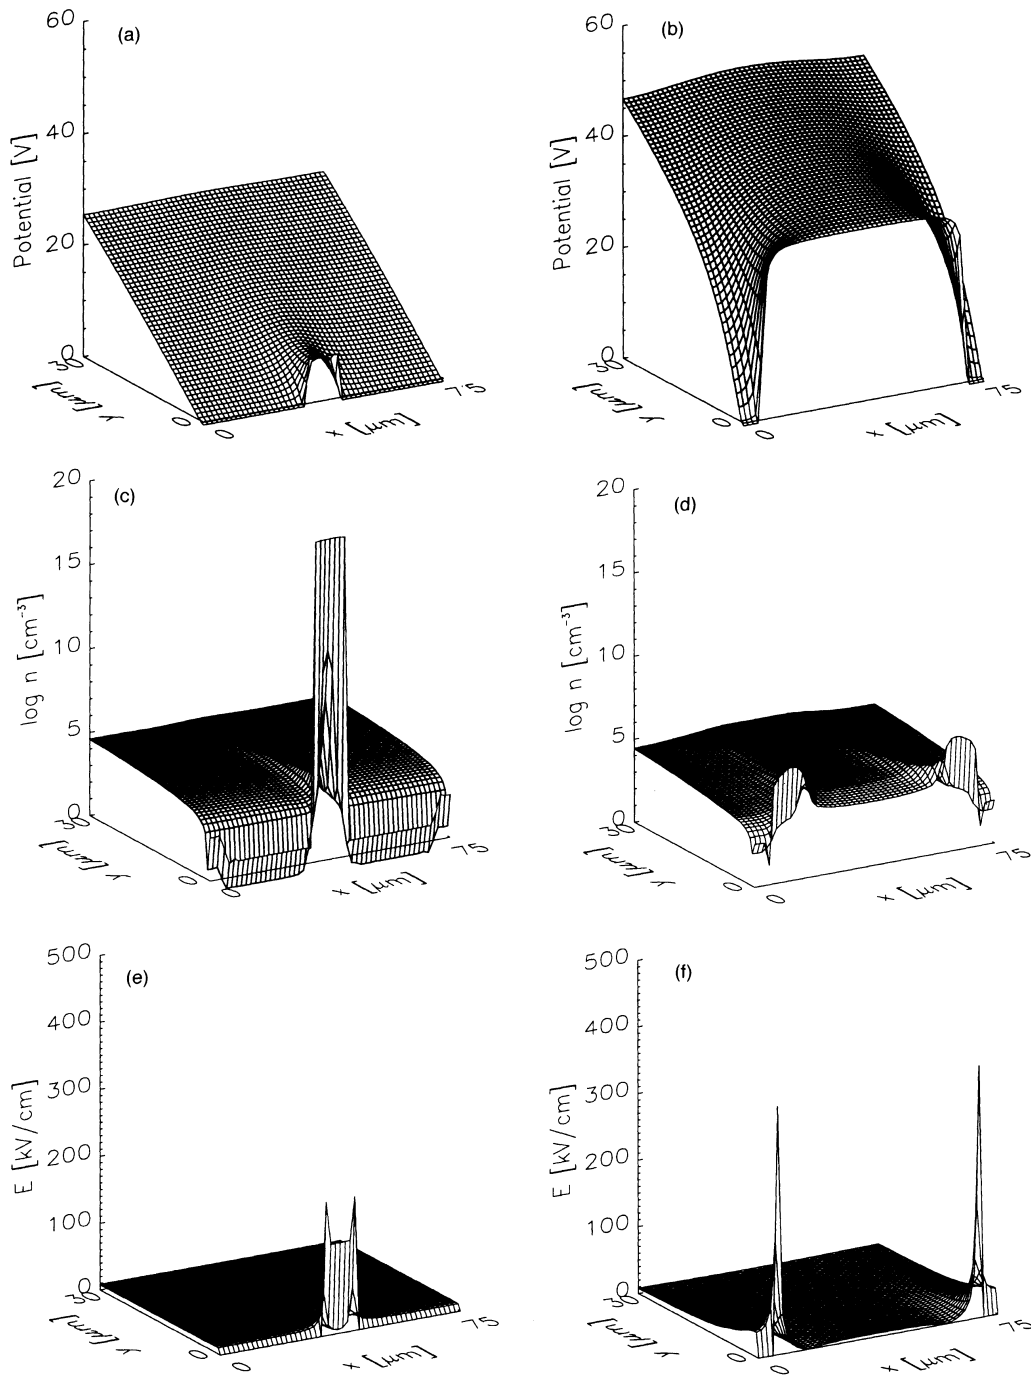 (a)
60
40
20
0
Potential [V]
30
y [μm]
0
0
x [μm]
75
(b)
60
40
20
0
Potential [V]
30
y [μm]
0
0
x [μm]
75
(c)
20
15
10
5
0
log n [cm⁻³]
30
y [μm]
0
0
x [μm]
75
(d)
20
15
10
5
0
log n [cm⁻³]
30
y [μm]
0
0
x [μm]
75
(e)
500
400
300
200
100
0
E [kV/cm]
30
y [μm]
0
0
x [μm]
75
(f)
500
400
300
200
100
0
E [kV/cm]
30
y [μm]
0
0
x [μm]
75